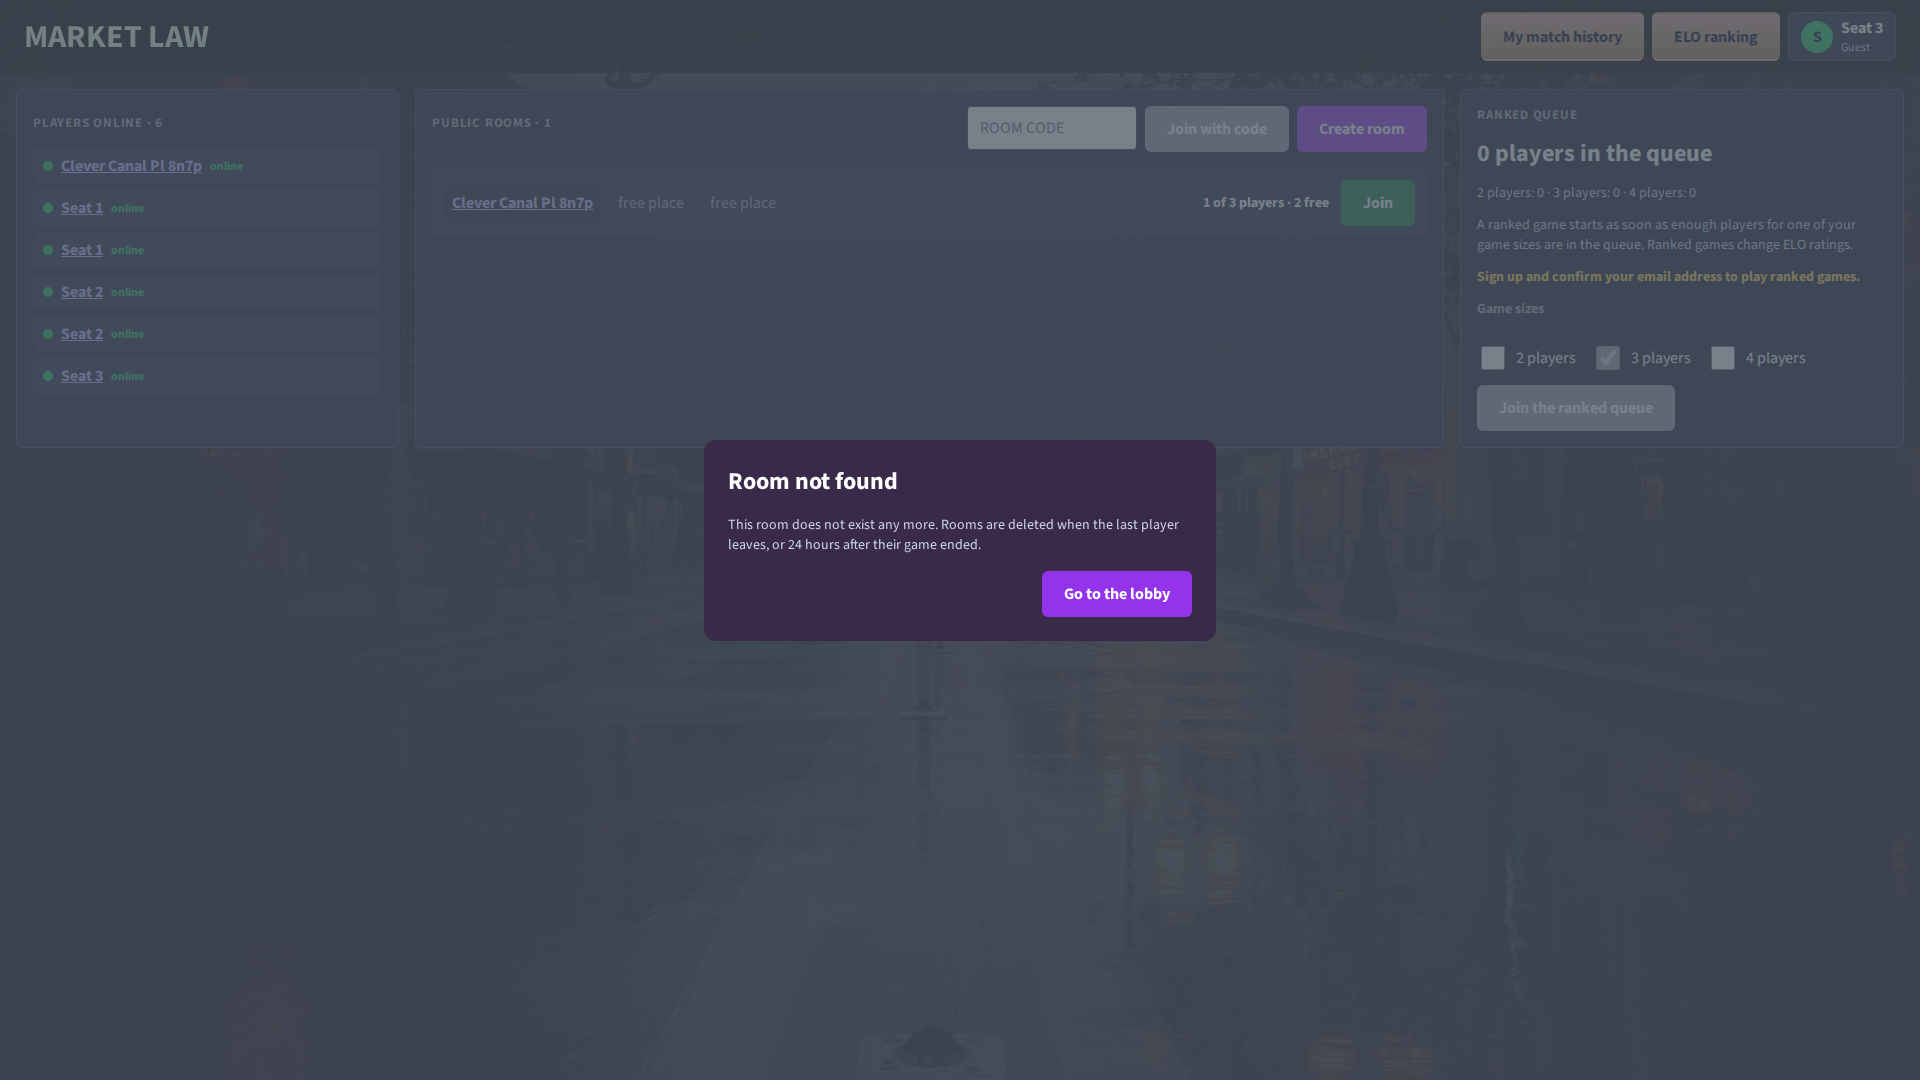 MARKET LAW
My match history
ELO ranking
S
Seat 3
Guest
PLAYERS ONLINE · 6
Clever Canal Pl 8n7p online
Seat 1 online
Seat 1 online
Seat 2 online
Seat 2 online
Seat 3 online
PUBLIC ROOMS · 1
ROOM CODE
Join with code
Create room
Clever Canal Pl 8n7p
free place
free place
1 of 3 players · 2 free
Join
RANKED QUEUE
0 players in the queue
2 players: 0 · 3 players: 0 · 4 players: 0
A ranked game starts as soon as enough players for one of your
game sizes are in the queue. Ranked games change ELO ratings.
Sign up and confirm your email address to play ranked games.
Game sizes
2 players
3 players
4 players
Join the ranked queue
Room not found
This room does not exist any more. Rooms are deleted when the last player
leaves, or 24 hours after their game ended.
Go to the lobby